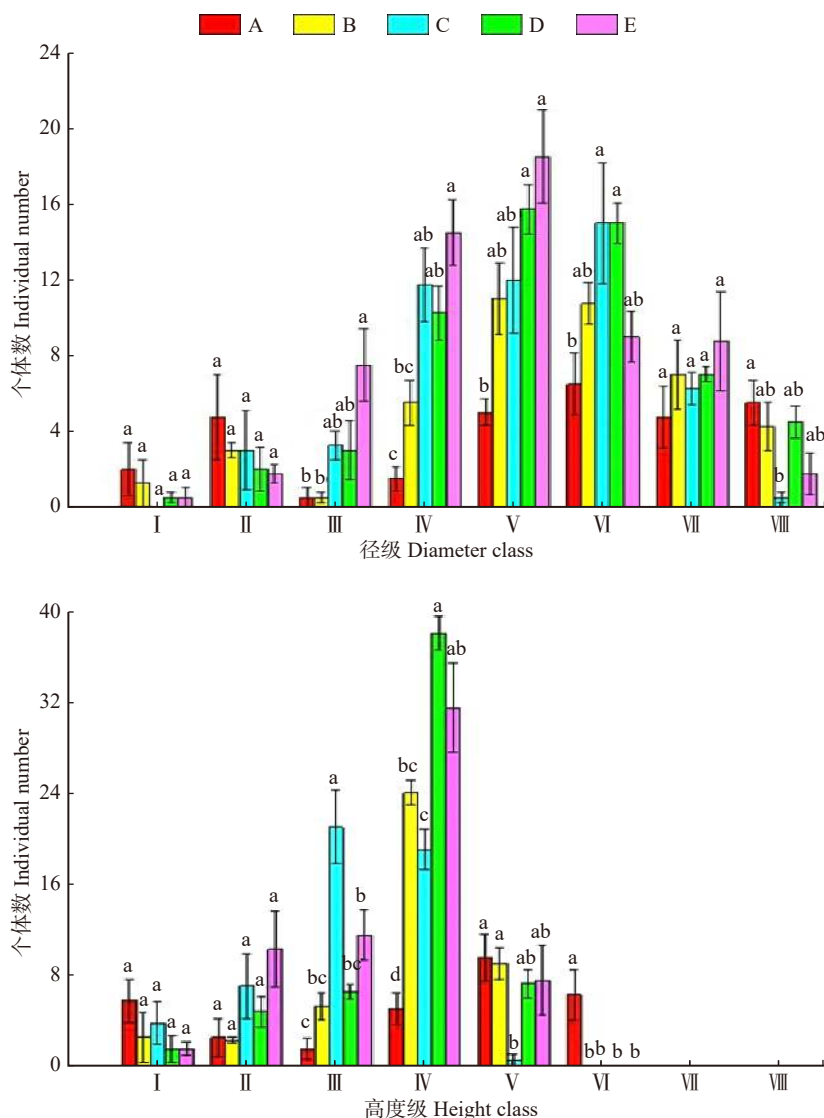 A B C D E
个体数 Individual number
24
20
16
12
8
4
0
a a a a a
a a a a a
b bc ab ab a
c bc ab ab a
b ab ab a a
b ab a a ab
a a a a a
a ab b ab ab
Ⅰ Ⅱ Ⅲ Ⅳ Ⅴ Ⅵ Ⅶ Ⅷ
径级 Diameter class
个体数 Individual number
40
32
24
16
8
0
a a a a a
a a a a a
c bc a bc b
d bc c a ab
a a b ab ab
a b b b b
Ⅰ Ⅱ Ⅲ Ⅳ Ⅴ Ⅵ Ⅶ Ⅷ
高度级 Height class